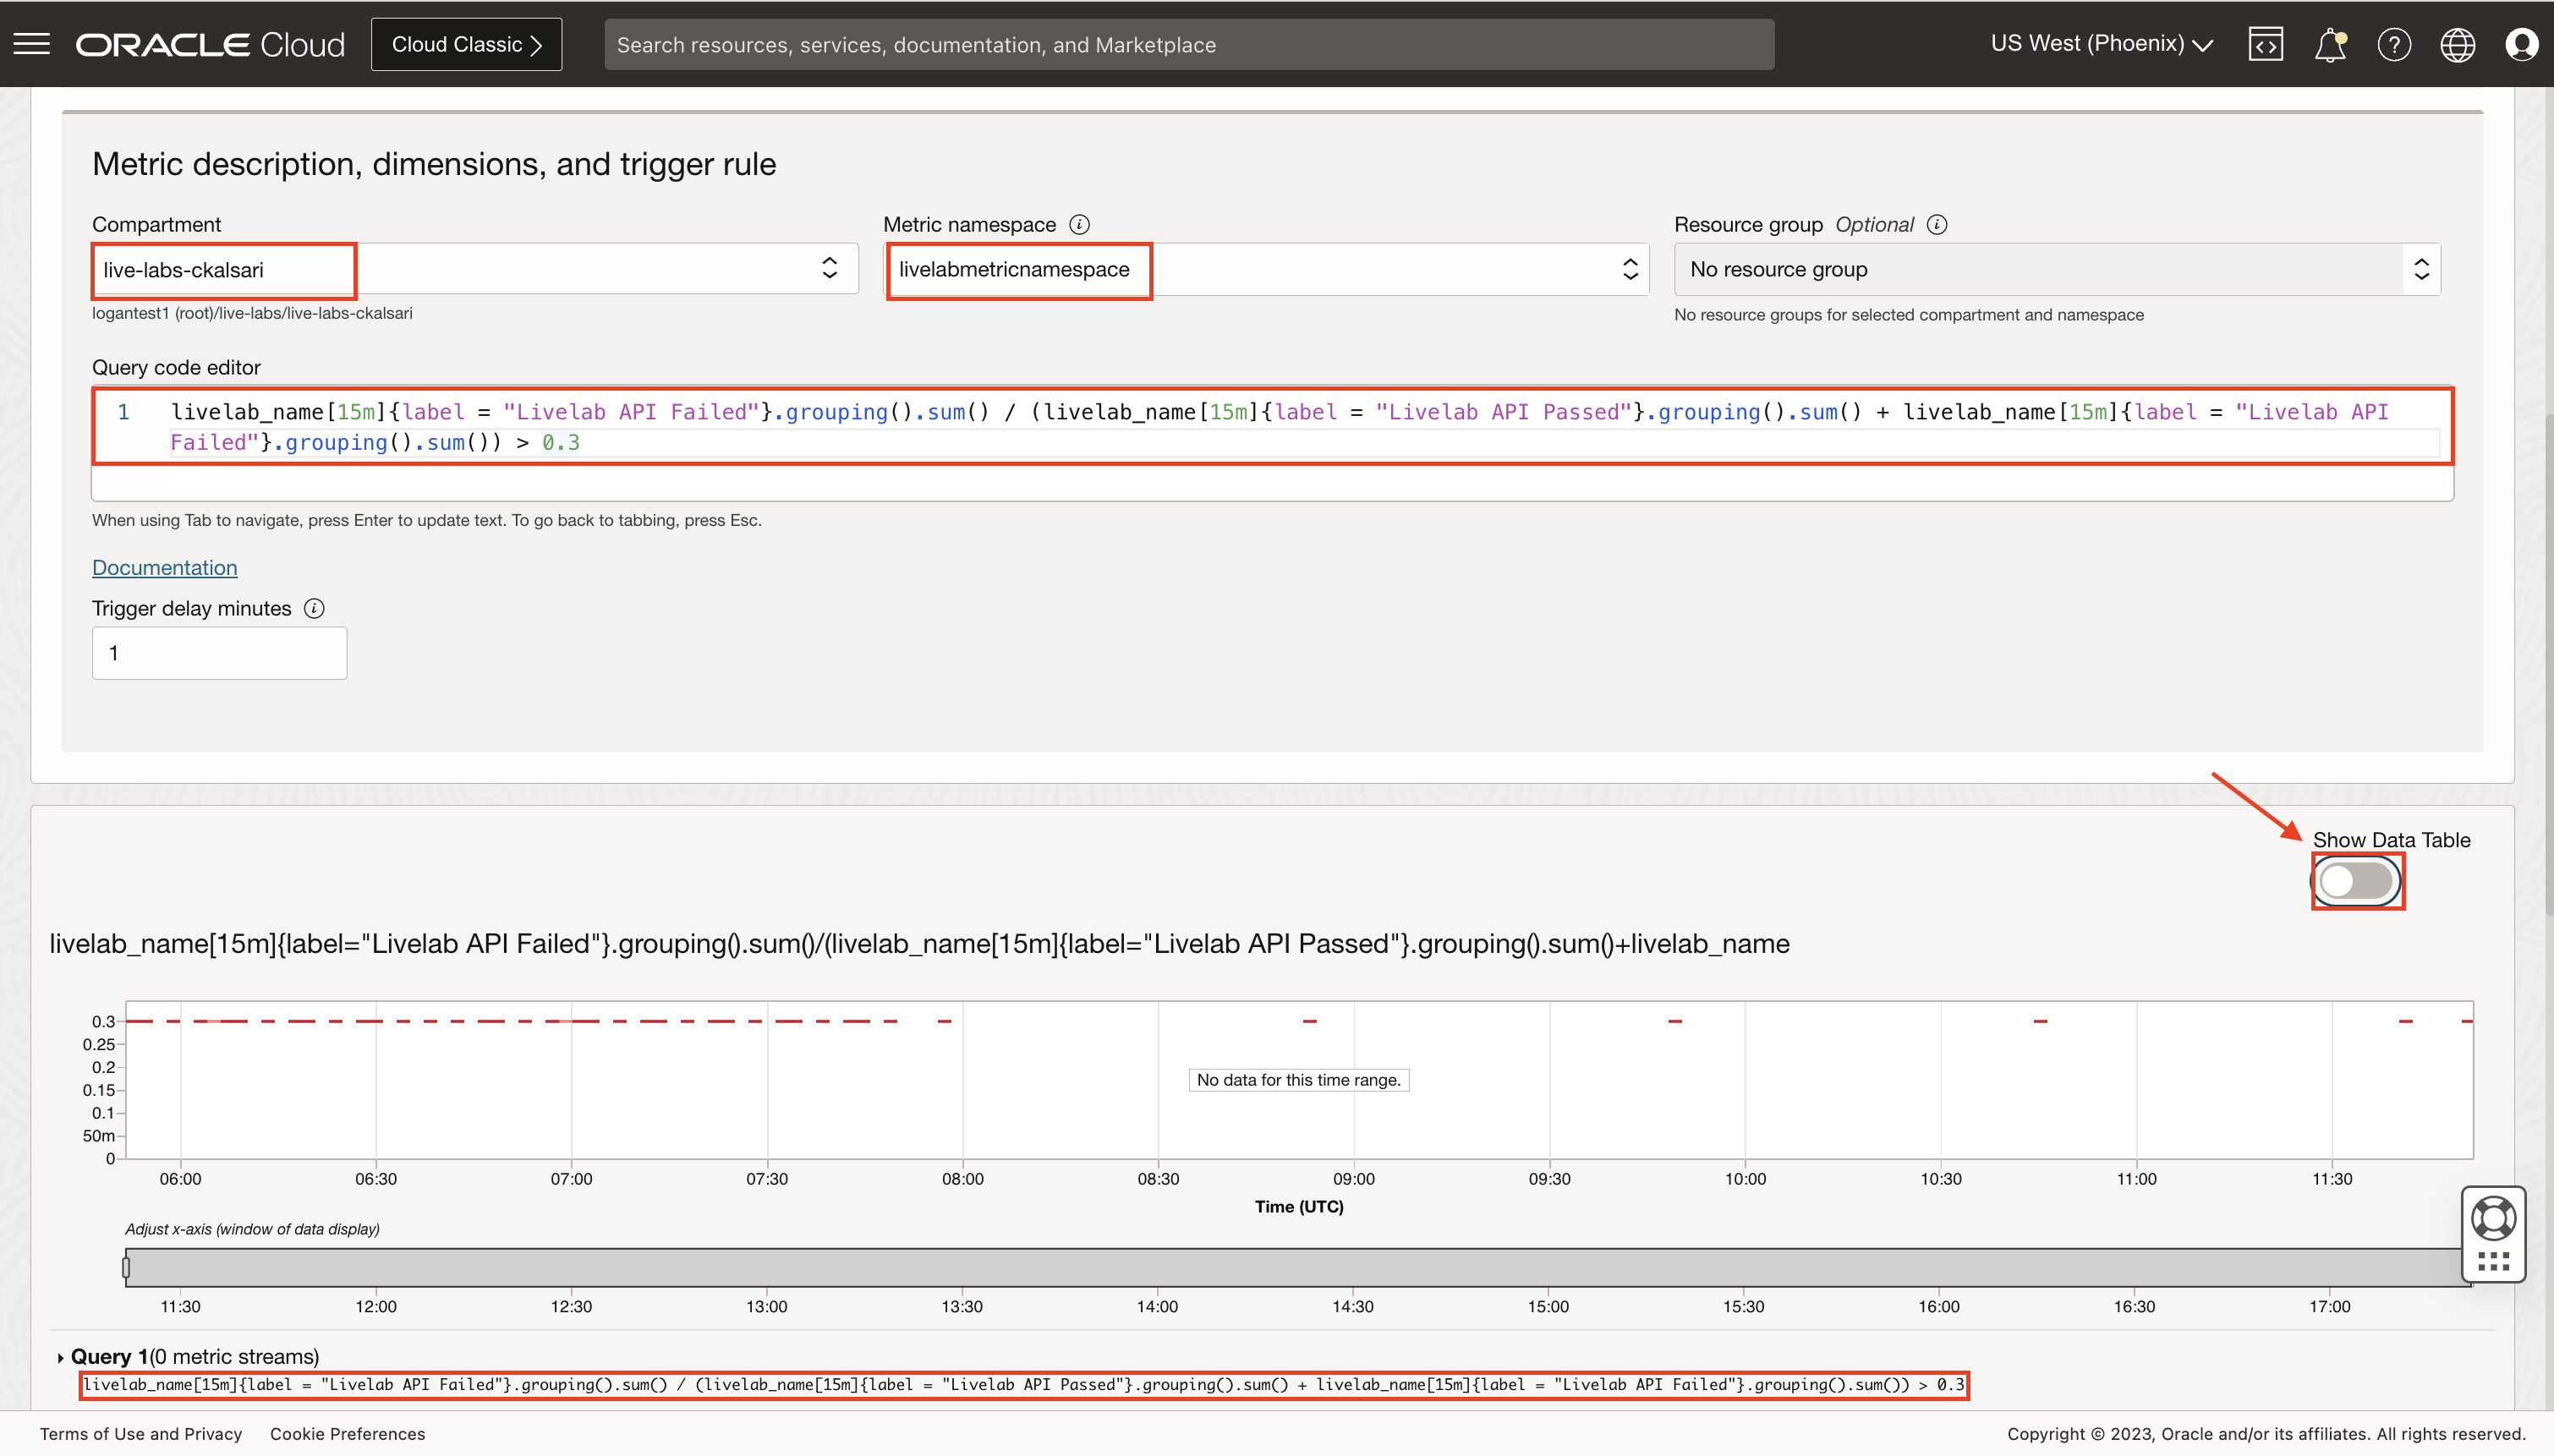 ORACLE Cloud
Cloud Classic
Search resources, services, documentation, and Marketplace
US West (Phoenix)
Metric description, dimensions, and trigger rule
Compartment
Metric namespace
Resource group Optional
live-labs-ckalsari
livelabmetricnamespace
No resource group
logantest1 (root)/live-labs/live-labs-ckalsari
No resource groups for selected compartment and namespace
Query code editor
1 livelab_name[15m]{label = "Livelab API Failed"}.grouping().sum() / (livelab_name[15m]{label = "Livelab API Passed"}.grouping().sum() + livelab_name[15m]{label = "Livelab API
Failed"}.grouping().sum()) > 0.3
When using Tab to navigate, press Enter to update text. To go back to tabbing, press Esc.
Documentation
Trigger delay minutes
1
Show Data Table
livelab_name[15m]{label="Livelab API Failed"}.grouping().sum()/(livelab_name[15m]{label="Livelab API Passed"}.grouping().sum()+livelab_name
0.3
0.25
0.2
0.15
0.1
50m
0
No data for this time range.
06:00 06:30 07:00 07:30 08:00 08:30 09:00 09:30 10:00 10:30 11:00 11:30
Time (UTC)
Adjust x-axis (window of data display)
11:30 12:00 12:30 13:00 13:30 14:00 14:30 15:00 15:30 16:00 16:30 17:00
Query 1(0 metric streams)
livelab_name[15m]{label = "Livelab API Failed"}.grouping().sum() / (livelab_name[15m]{label = "Livelab API Passed"}.grouping().sum() + livelab_name[15m]{label = "Livelab API Failed"}.grouping().sum()) > 0.3
Terms of Use and Privacy
Cookie Preferences
Copyright © 2023, Oracle and/or its affiliates. All rights reserved.